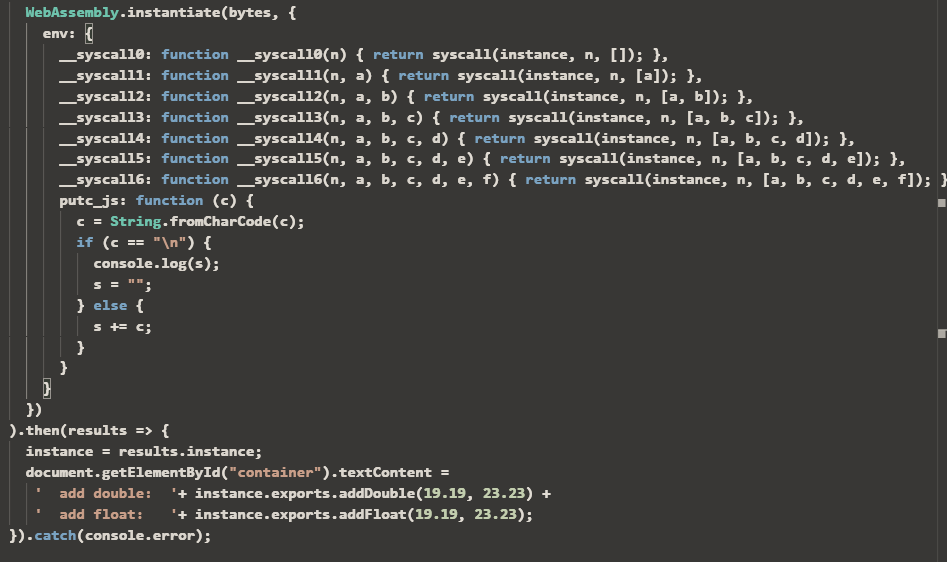 WebAssembly.instantiate(bytes, {
env: {
__syscall0: function __syscall0(n) { return syscall(instance, n, []); },
__syscall1: function __syscall1(n, a) { return syscall(instance, n, [a]); },
__syscall2: function __syscall2(n, a, b) { return syscall(instance, n, [a, b]); },
__syscall3: function __syscall3(n, a, b, c) { return syscall(instance, n, [a, b, c]); },
__syscall4: function __syscall4(n, a, b, c, d) { return syscall(instance, n, [a, b, c, d]); },
__syscall5: function __syscall5(n, a, b, c, d, e) { return syscall(instance, n, [a, b, c, d, e]); },
__syscall6: function __syscall6(n, a, b, c, d, e, f) { return syscall(instance, n, [a, b, c, d, e, f]); }
putc_js: function (c) {
c = String.fromCharCode(c);
if (c == "\n") {
console.log(s);
s = "";
} else {
s += c;
}
}
}
})
).then(results => {
instance = results.instance;
document.getElementById("container").textContent =
'  add double:  '+ instance.exports.addDouble(19.19, 23.23) +
'  add float:   '+ instance.exports.addFloat(19.19, 23.23);
}).catch(console.error);